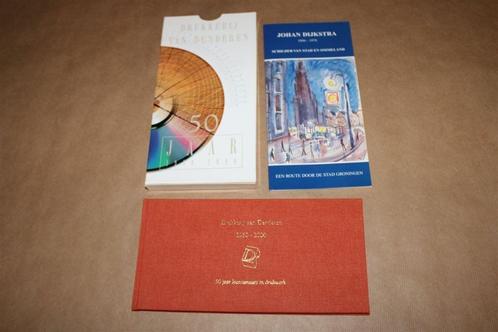 DRUKKERIJ
VAN DENDEREN
50
JAAR
JOHAN DIJKSTRA
1896 - 1978
SCHILDER VAN STAD EN OMMELAND
EEN ROUTE DOOR DE STAD GRONINGEN
Drukkerij van Denderen
1950 - 2000
50 jaar kunstenaars in drukwerk